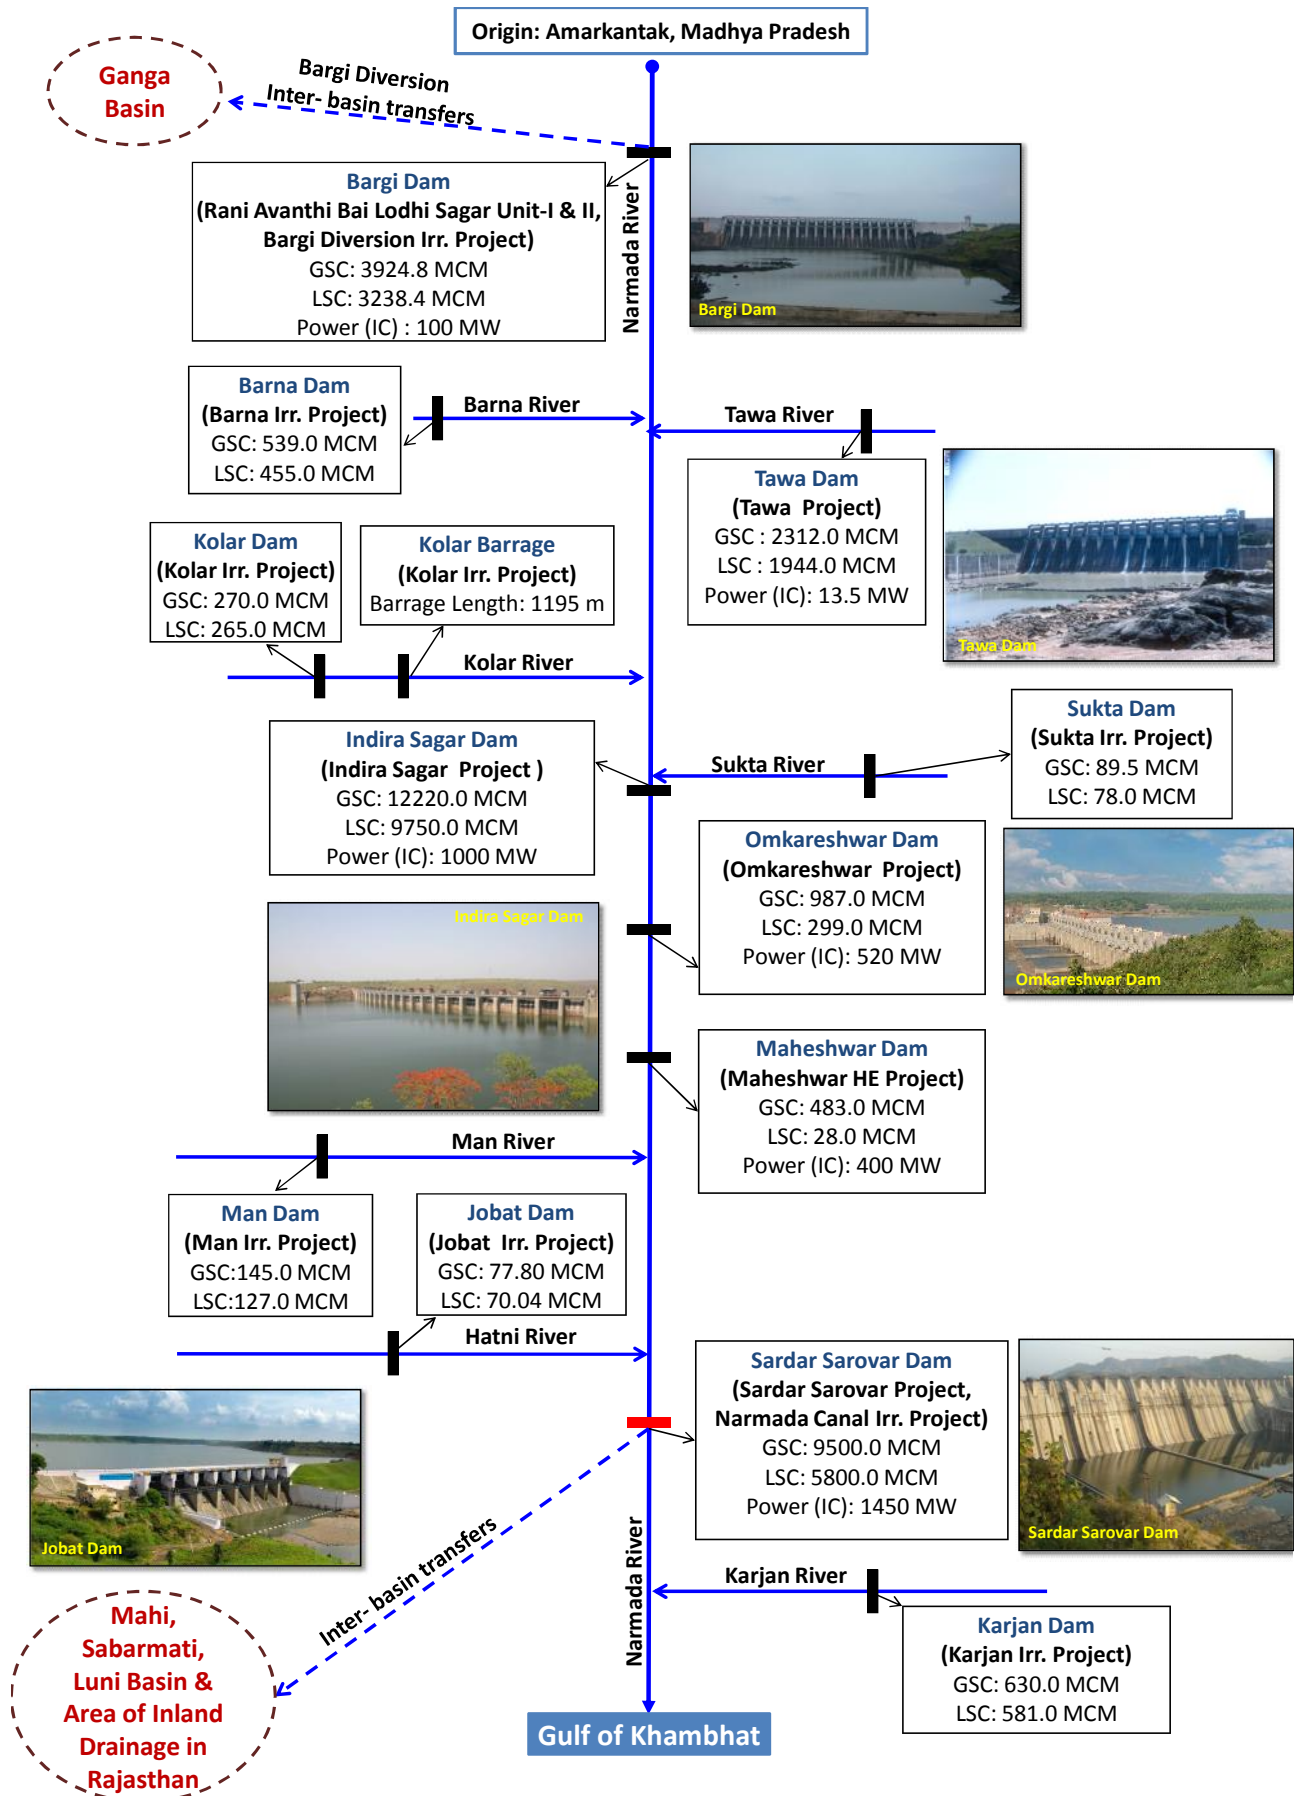 Origin: Amarkantak, Madhya Pradesh
Ganga
Basin
Bargi Diversion
Inter- basin transfers
Bargi Dam
(Rani Avanthi Bai Lodhi Sagar Unit-I & II,
Bargi Diversion Irr. Project)
GSC: 3924.8 MCM
LSC: 3238.4 MCM
Power (IC) : 100 MW
Narmada River
Bargi Dam
Barna Dam
(Barna Irr. Project)
GSC: 539.0 MCM
LSC: 455.0 MCM
Barna River
Tawa River
Tawa Dam
(Tawa Project)
GSC : 2312.0 MCM
LSC : 1944.0 MCM
Power (IC): 13.5 MW
Tawa Dam
Kolar Dam
(Kolar Irr. Project)
GSC: 270.0 MCM
LSC: 265.0 MCM
Kolar Barrage
(Kolar Irr. Project)
Barrage Length: 1195 m
Kolar River
Indira Sagar Dam
(Indira Sagar Project )
GSC: 12220.0 MCM
LSC: 9750.0 MCM
Power (IC): 1000 MW
Sukta River
Sukta Dam
(Sukta Irr. Project)
GSC: 89.5 MCM
LSC: 78.0 MCM
Omkareshwar Dam
(Omkareshwar Project)
GSC: 987.0 MCM
LSC: 299.0 MCM
Power (IC): 520 MW
Omkareshwar Dam
Indira Sagar Dam
Maheshwar Dam
(Maheshwar HE Project)
GSC: 483.0 MCM
LSC: 28.0 MCM
Power (IC): 400 MW
Man River
Man Dam
(Man Irr. Project)
GSC:145.0 MCM
LSC:127.0 MCM
Jobat Dam
(Jobat Irr. Project)
GSC: 77.80 MCM
LSC: 70.04 MCM
Hatni River
Sardar Sarovar Dam
(Sardar Sarovar Project,
Narmada Canal Irr. Project)
GSC: 9500.0 MCM
LSC: 5800.0 MCM
Power (IC): 1450 MW
Sardar Sarovar Dam
Jobat Dam
Inter- basin transfers
Narmada River
Karjan River
Karjan Dam
(Karjan Irr. Project)
GSC: 630.0 MCM
LSC: 581.0 MCM
Mahi,
Sabarmati,
Luni Basin &
Area of Inland
Drainage in
Rajasthan
Gulf of Khambhat